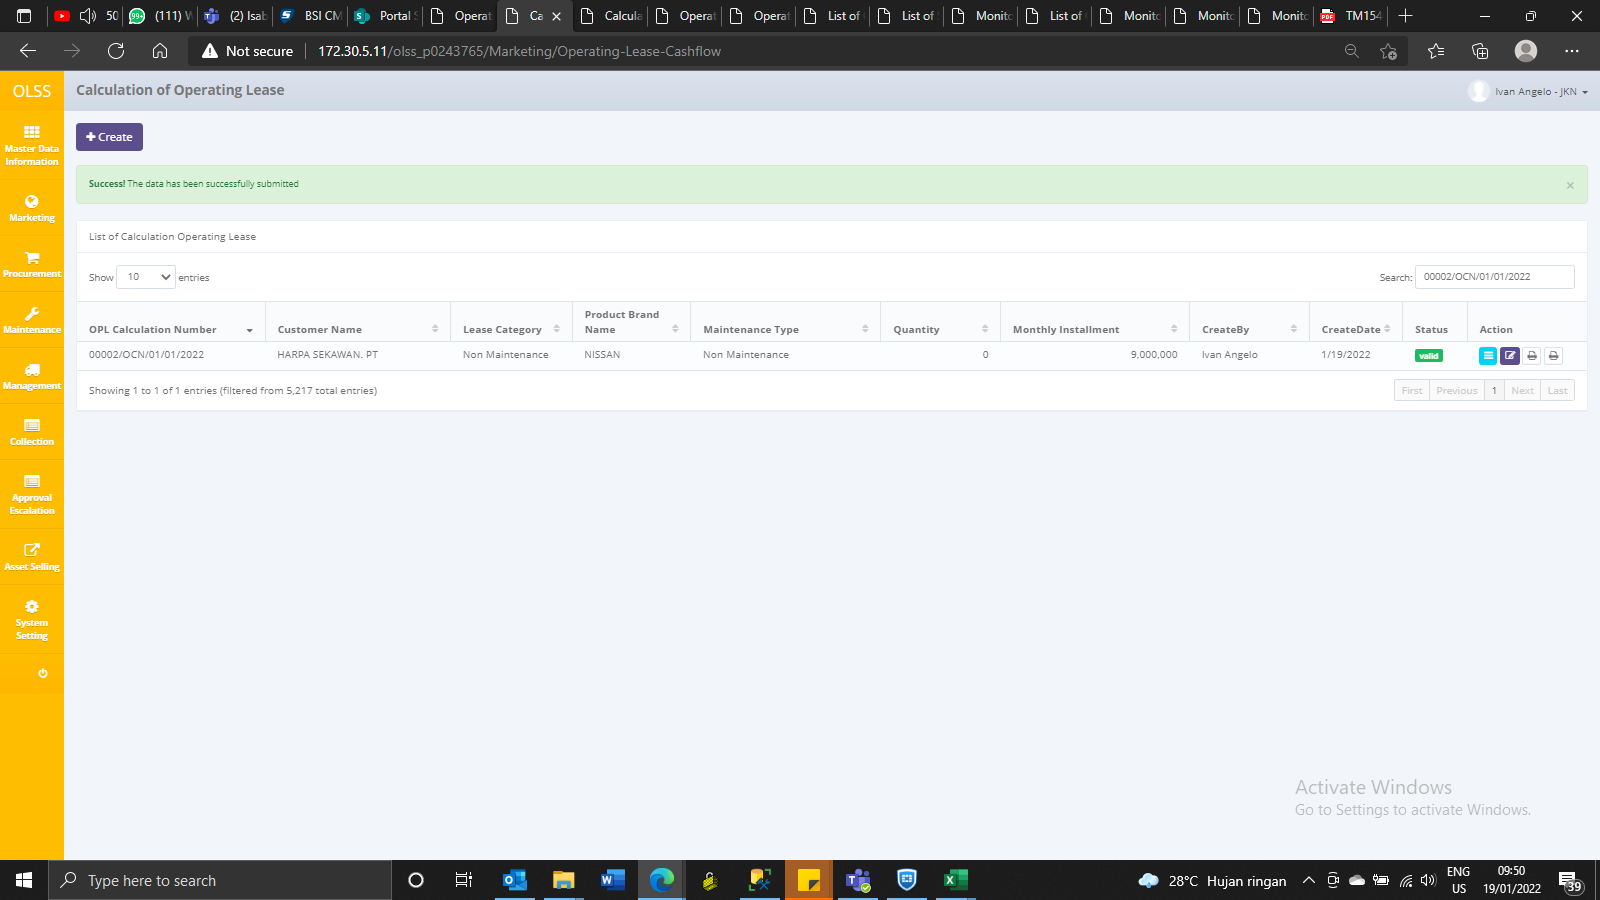 50
(111) W
(2) Isab
BSI CM
Portal S
Operat
Ca
Calcula
Operat
Operat
List of
List of
Monito
List of
Monito
Monito
Monito
TM154
Not secure
172.30.5.11/olss_p0243765/Marketing/Operating-Lease-Cashflow
OLSS
Calculation of Operating Lease
Ivan Angelo - JKN
Master Data
Information
Marketing
Procurement
Maintenance
Management
Collection
Approval
Escalation
Asset Selling
System
Setting
Create
Success! The data has been successfully submitted
×
List of Calculation Operating Lease
Show 10 entries
Search: 00002/OCN/01/01/2022
OPL Calculation Number
Customer Name
Lease Category
Product Brand
Name
Maintenance Type
Quantity
Monthly Installment
CreateBy
CreateDate
Status
Action
00002/OCN/01/01/2022
HARPA SEKAWAN. PT
Non Maintenance
NISSAN
Non Maintenance
0
9,000,000
Ivan Angelo
1/19/2022
valid
Showing 1 to 1 of 1 entries (filtered from 5,217 total entries)
First Previous 1 Next Last
Activate Windows
Go to Settings to activate Windows.
Type here to search
28°C Hujan ringan
ENG
US
09:50
19/01/2022
39